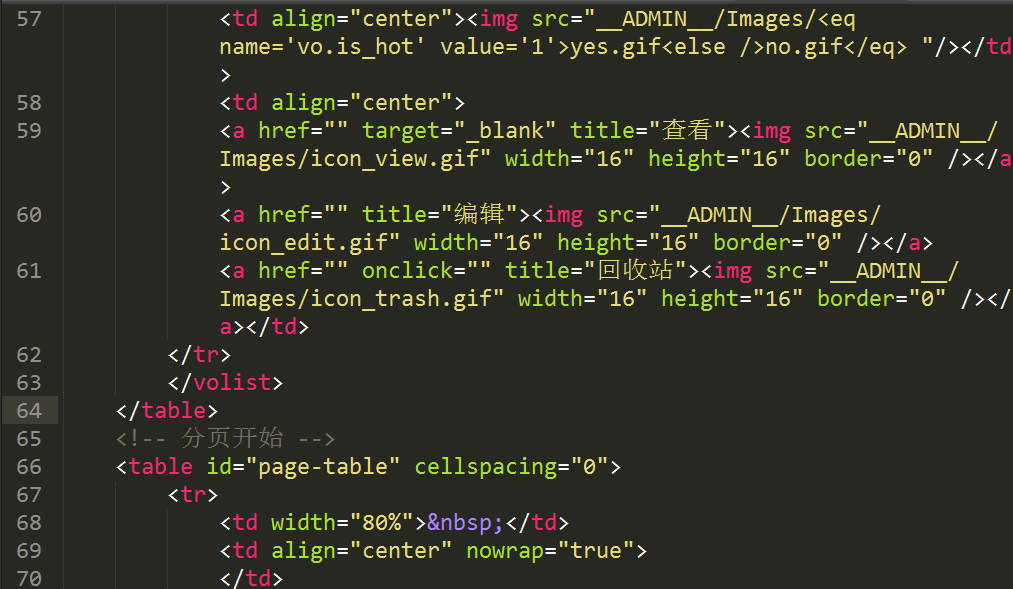 57 <td align="center"><img src="__ADMIN__/Images/<eq
name='vo.is_hot' value='1'>yes.gif<else />no.gif</eq> "/></td
>
58 <td align="center">
59 <a href="" target="_blank" title="查看"><img src="__ADMIN__/
Images/icon_view.gif" width="16" height="16" border="0" /></a
>
60 <a href="" title="编辑"><img src="__ADMIN__/Images/
icon_edit.gif" width="16" height="16" border="0" /></a>
61 <a href="" onclick="" title="回收站"><img src="__ADMIN__/
Images/icon_trash.gif" width="16" height="16" border="0" /></
a></td>
62 </tr>
63 </volist>
64 </table>
65 <!-- 分页开始 -->
66 <table id="page-table" cellspacing="0">
67 <tr>
68 <td width="80%">&nbsp;</td>
69 <td align="center" nowrap="true">
70 </td>